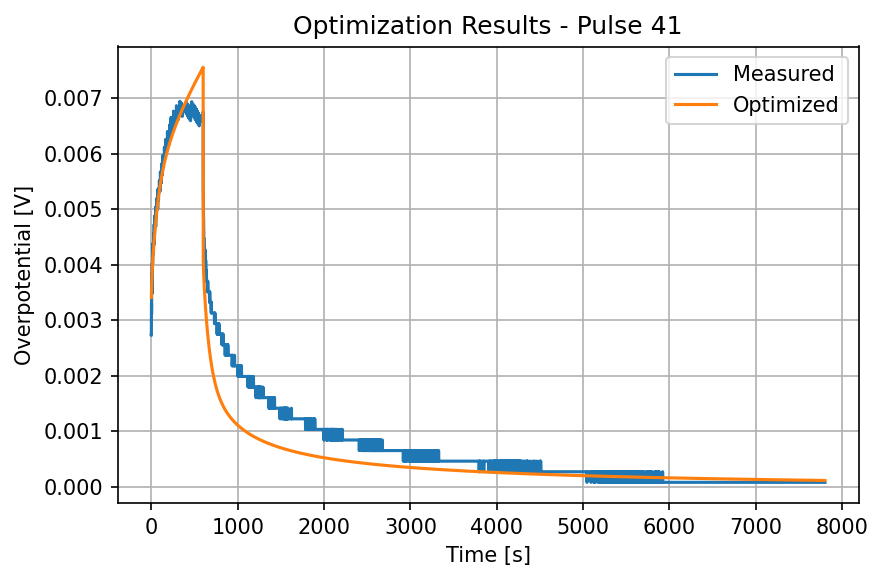 Optimization Results - Pulse 41
Measured
Optimized
0.007
0.006
0.005
0.004
0.003
0.002
0.001
0.000
Overpotential [V]
0 1000 2000 3000 4000 5000 6000 7000 8000
Time [s]